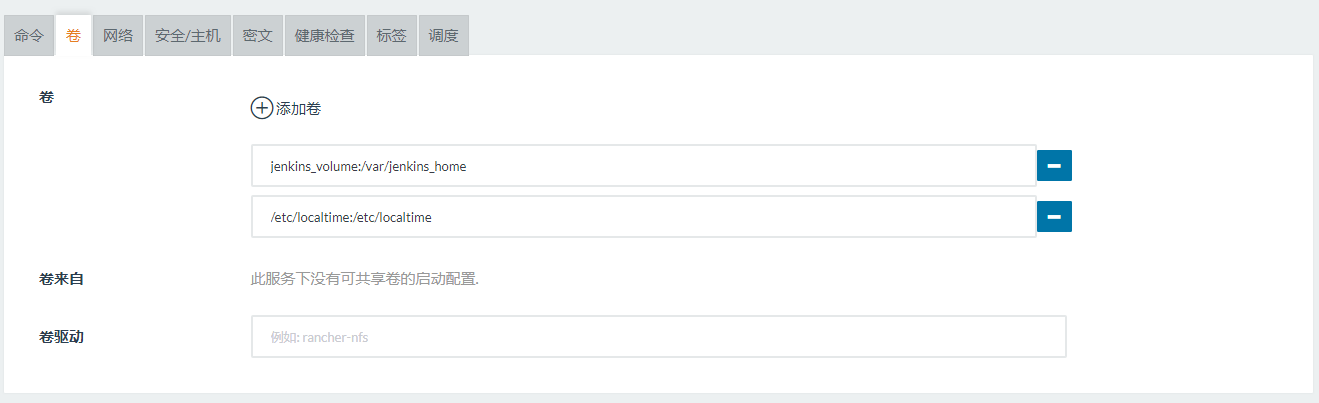 命令 卷 网络 安全/主机 密文 健康检查 标签 调度
卷
添加卷
jenkins_volume:/var/jenkins_home
/etc/localtime:/etc/localtime
卷来自 此服务下没有可共享卷的启动配置.
卷驱动 例如: rancher-nfs